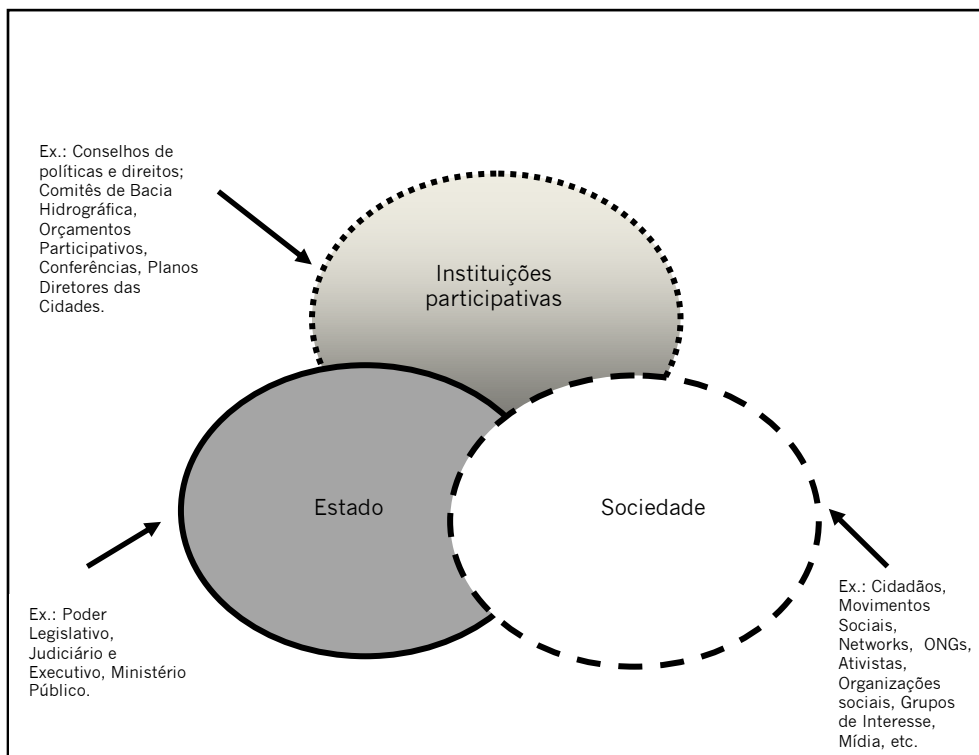 Ex.: Conselhos de
políticas e direitos;
Comitês de Bacia
Hidrográfica,
Orçamentos
Participativos,
Conferências, Planos
Diretores das
Cidades.
Instituições
participativas
Estado
Sociedade
Ex.: Poder
Legislativo,
Judiciário e
Executivo, Ministério
Público.
Ex.: Cidadãos,
Movimentos
Sociais,
Networks, ONGs,
Ativistas,
Organizações
sociais, Grupos
de Interesse,
Mídia, etc.